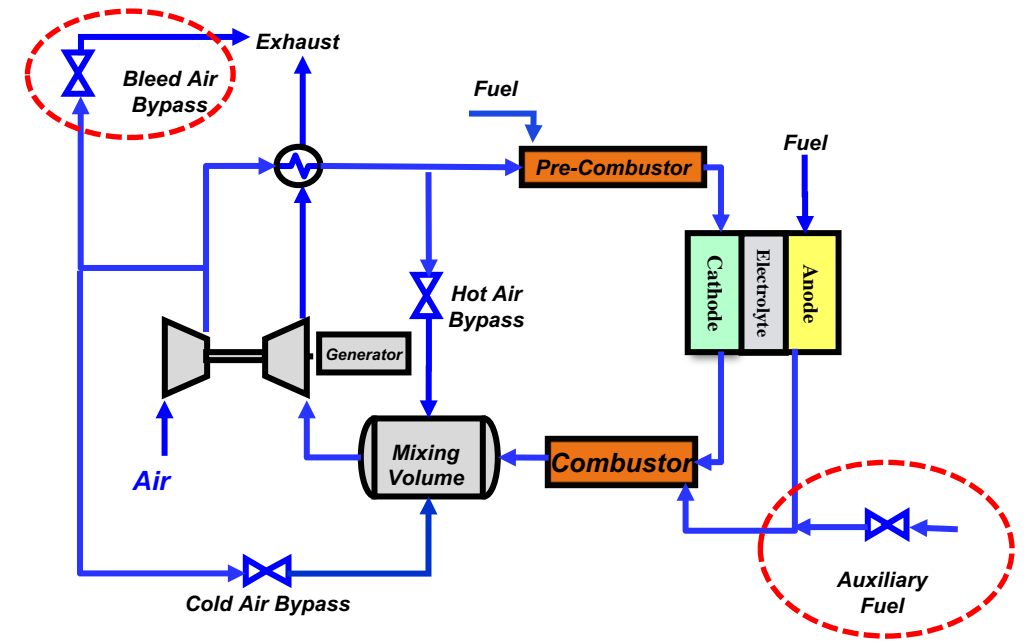 Exhaust
Bleed Air
Bypass
Fuel
Fuel
Pre-Combustor
Cathode
Electrolyte
Anode
Hot Air
Bypass
Generator
Mixing
Volume
Combustor
Air
Auxiliary
Fuel
Cold Air Bypass